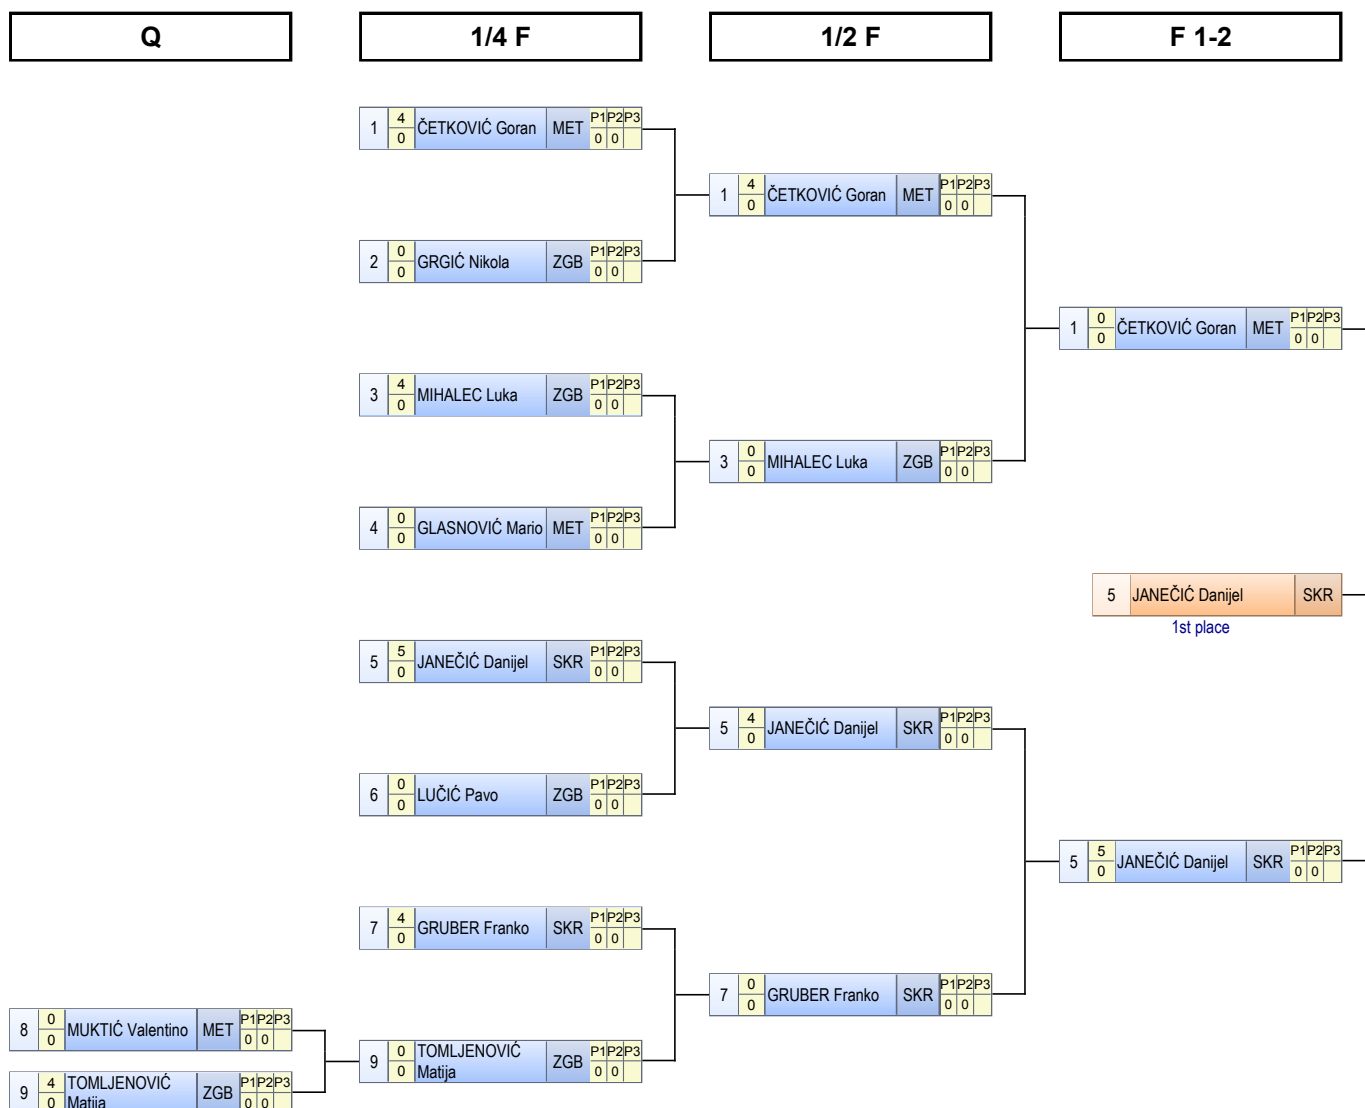 Q 1/4 F 1/2 F F 1-2
1 4 0 ČETKOVIĆ Goran MET P1 P2 P3 0 0
1 4 0 ČETKOVIĆ Goran MET P1 P2 P3 0 0
2 0 0 GRGIĆ Nikola ZGB P1 P2 P3 0 0
1 0 0 ČETKOVIĆ Goran MET P1 P2 P3 0 0
3 4 0 MIHALEC Luka ZGB P1 P2 P3 0 0
3 0 0 MIHALEC Luka ZGB P1 P2 P3 0 0
4 0 0 GLASNOVIĆ Mario MET P1 P2 P3 0 0
5 JANEČIĆ Danijel SKR
1st place
5 5 0 JANEČIĆ Danijel SKR P1 P2 P3 0 0
5 4 0 JANEČIĆ Danijel SKR P1 P2 P3 0 0
6 0 0 LUČIĆ Pavo ZGB P1 P2 P3 0 0
5 5 0 JANEČIĆ Danijel SKR P1 P2 P3 0 0
7 4 0 GRUBER Franko SKR P1 P2 P3 0 0
7 0 0 GRUBER Franko SKR P1 P2 P3 0 0
8 0 0 MUKTIĆ Valentino MET P1 P2 P3 0 0
9 0 0 TOMLJENOVIĆ Matija ZGB P1 P2 P3 0 0
9 4 0 TOMLJENOVIĆ Matija ZGB P1 P2 P3 0 0